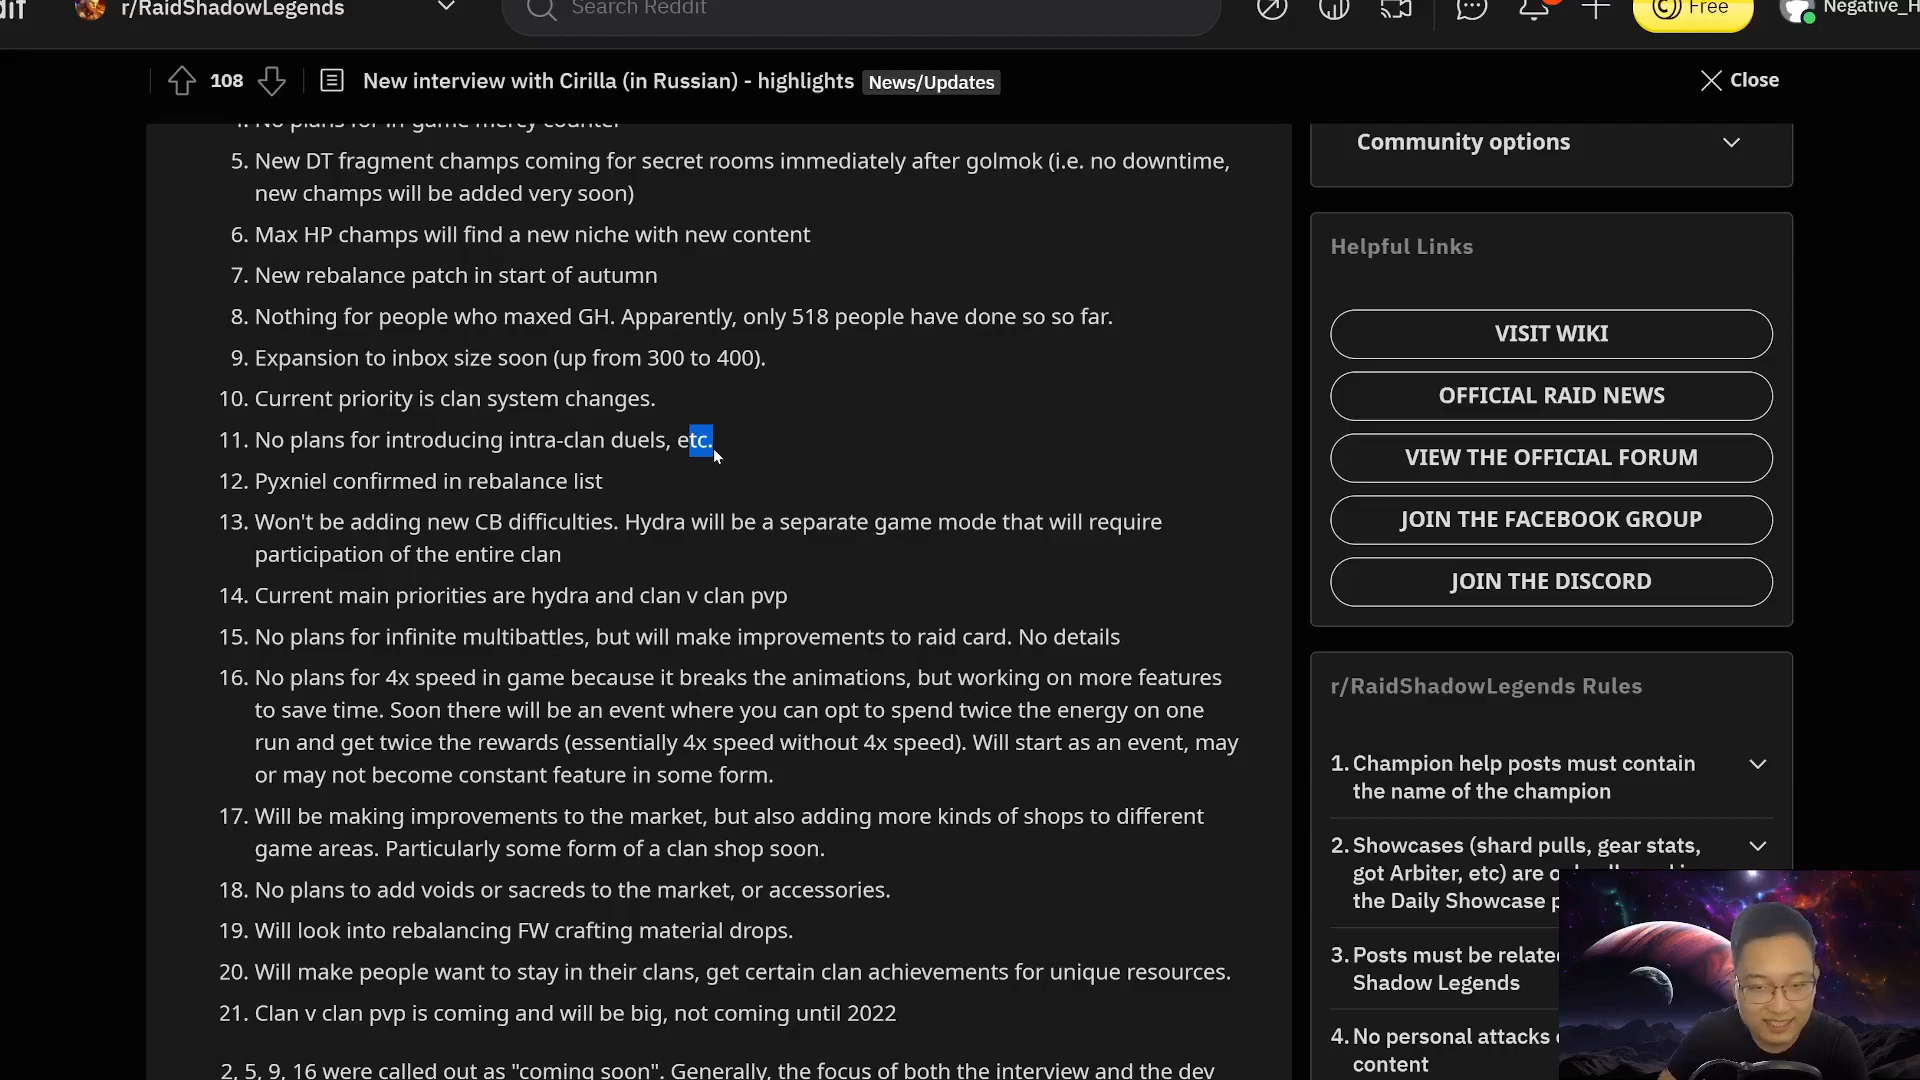 r/RaidShadowLegends
Search Reddit
Free
108
New interview with Cirilla (in Russian) - highlights
News/Updates
Close
4. No plans for in-game mercy counter
5. New DT fragment champs coming for secret rooms immediately after golmok (i.e. no downtime,
new champs will be added very soon)
6. Max HP champs will find a new niche with new content
7. New rebalance patch in start of autumn
8. Nothing for people who maxed GH. Apparently, only 518 people have done so so far.
9. Expansion to inbox size soon (up from 300 to 400).
10. Current priority is clan system changes.
11. No plans for introducing intra-clan duels, etc.
12. Pyxniel confirmed in rebalance list
13. Won't be adding new CB difficulties. Hydra will be a separate game mode that will require
participation of the entire clan
14. Current main priorities are hydra and clan v clan pvp
15. No plans for infinite multibattles, but will make improvements to raid card. No details
16. No plans for 4x speed in game because it breaks the animations, but working on more features
to save time. Soon there will be an event where you can opt to spend twice the energy on one
run and get twice the rewards (essentially 4x speed without 4x speed). Will start as an event, may
or may not become constant feature in some form.
17. Will be making improvements to the market, but also adding more kinds of shops to different
game areas. Particularly some form of a clan shop soon.
18. No plans to add voids or sacreds to the market, or accessories.
19. Will look into rebalancing FW crafting material drops.
20. Will make people want to stay in their clans, get certain clan achievements for unique resources.
21. Clan v clan pvp is coming and will be big, not coming until 2022
2, 5, 9, 16 were called out as "coming soon". Generally, the focus of both the interview and the dev
Community options
Helpful Links
VISIT WIKI
OFFICIAL RAID NEWS
VIEW THE OFFICIAL FORUM
JOIN THE FACEBOOK GROUP
JOIN THE DISCORD
r/RaidShadowLegends Rules
1. Champion help posts must contain
the name of the champion
2. Showcases (shard pulls, gear stats,
got Arbiter, etc) are
the Daily Showcase
3. Posts must be
Shadow Legends
4. No personal attacks
content